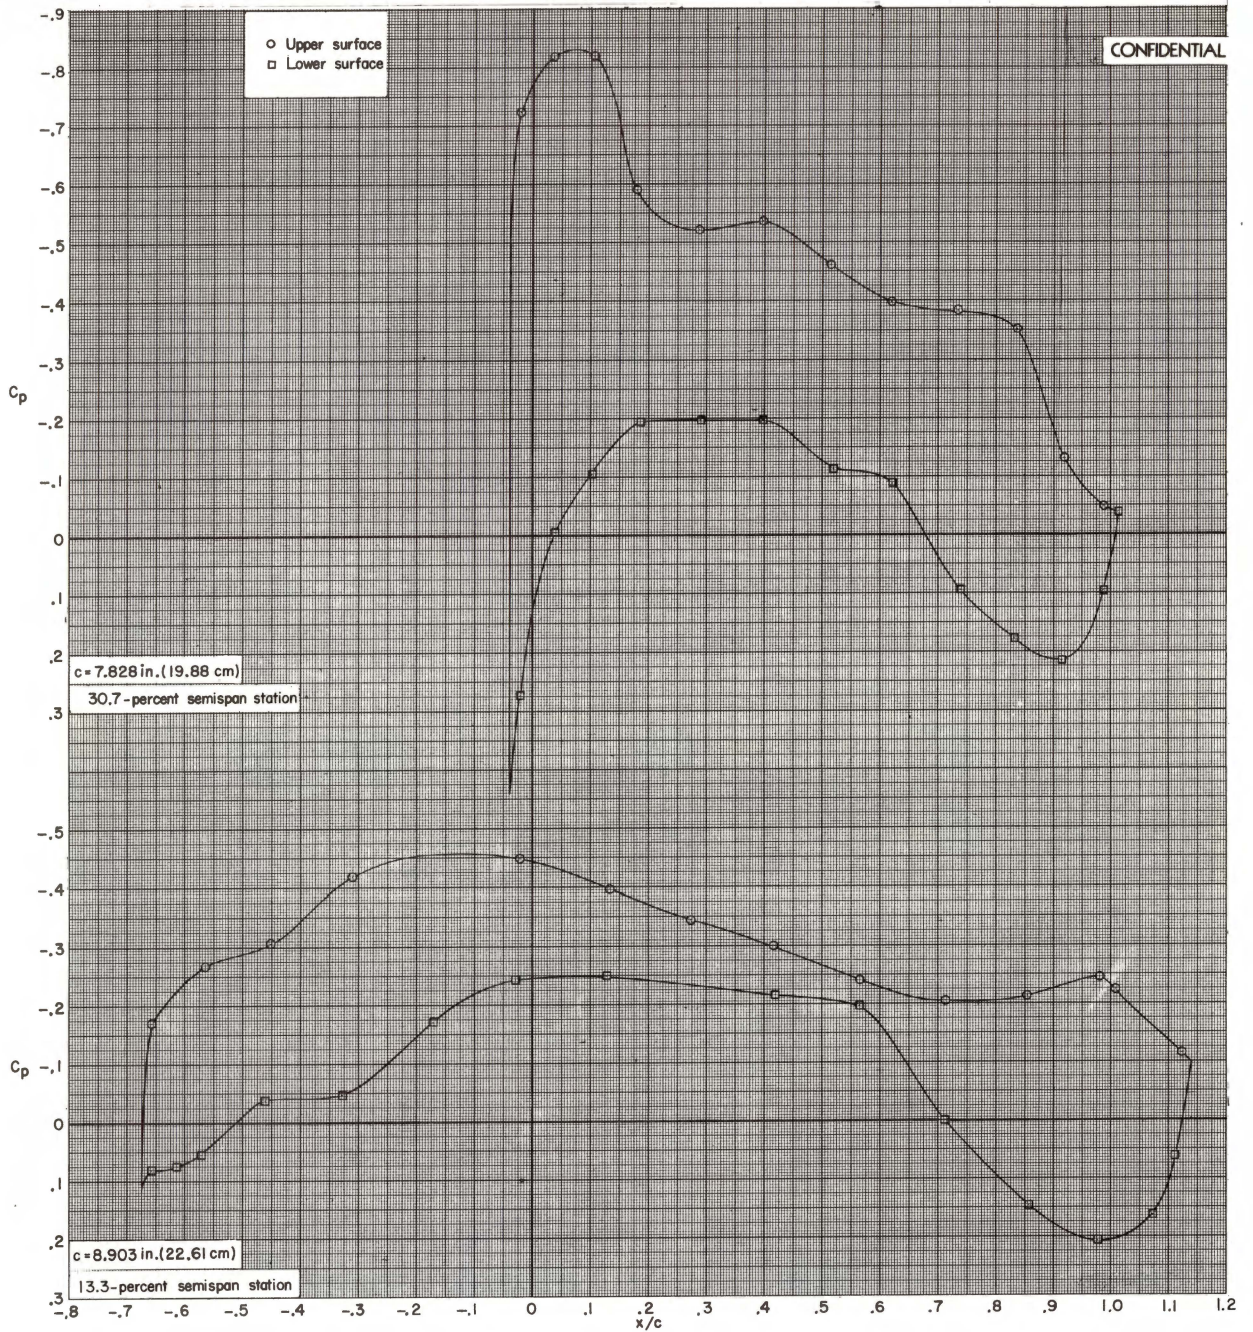 CONFIDENTIAL
Upper surface
Lower surface
-.9
-.8
-.7
-.6
-.5
-.4
-.3
-.2
-.1
0
.1
.2
.3
Cp
c=7.828 in.(19.88 cm)
30.7-percent semispan station
-.5
-.4
-.3
-.2
-.1
0
.1
.2
.3
Cp
c=8.903 in.(22.61 cm)
13.3-percent semispan station
-.8 -.7 -.6 -.5 -.4 -.3 -.2 -.1 0 .1 .2 .3 .4 .5 .6 .7 .8 .9 1.0 1.1 1.2
x/c